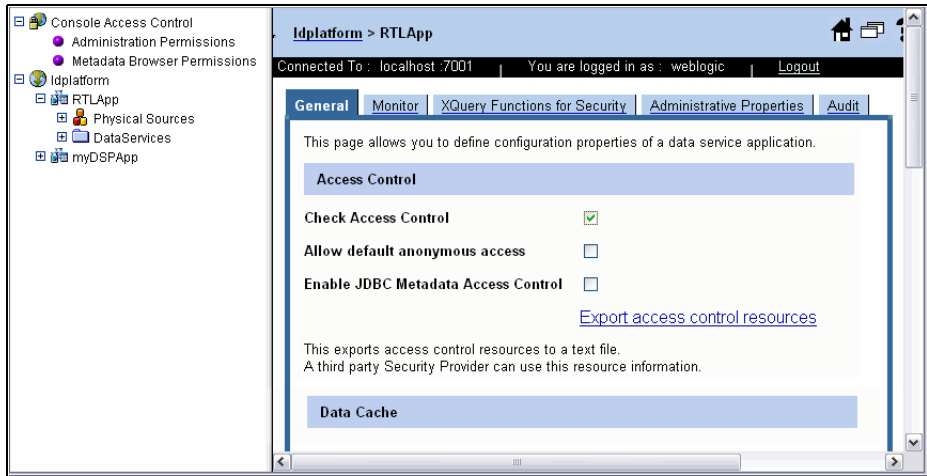 Console Access Control
Administration Permissions
Metadata Browser Permissions
ldplatform
RTLApp
Physical Sources
DataServices
myDSPApp
ldplatform > RTLApp
Connected To : localhost :7001 You are logged in as : weblogic Logout
General Monitor XQuery Functions for Security Administrative Properties Audit
This page allows you to define configuration properties of a data service application.
Access Control
Check Access Control
Allow default anonymous access
Enable JDBC Metadata Access Control
Export access control resources
This exports access control resources to a text file.
A third party Security Provider can use this resource information.
Data Cache